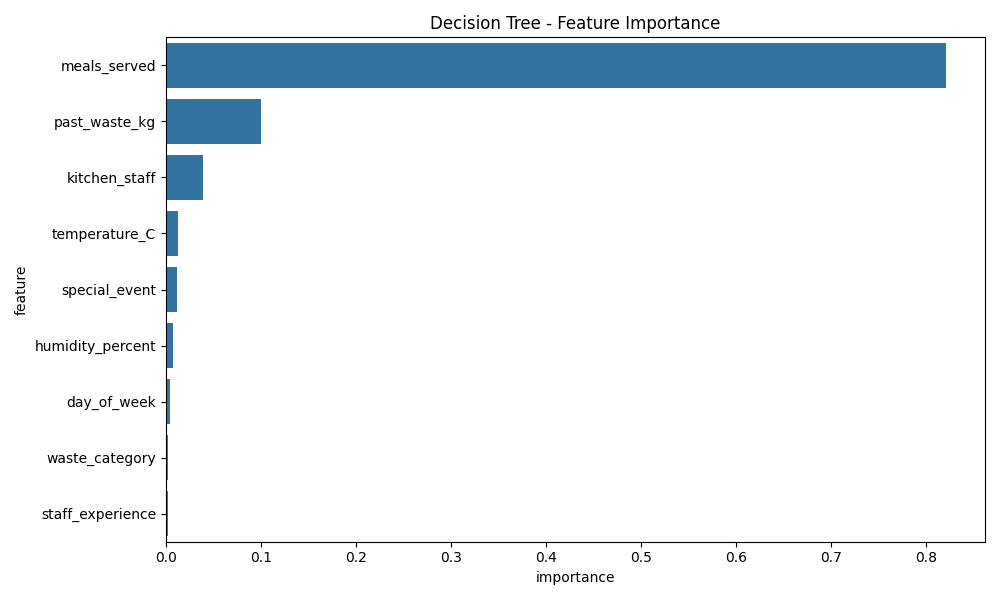 Decision Tree - Feature Importance
meals_served
past_waste_kg
kitchen_staff
temperature_C
special_event
humidity_percent
day_of_week
waste_category
staff_experience
feature
0.0 0.1 0.2 0.3 0.4 0.5 0.6 0.7 0.8
importance